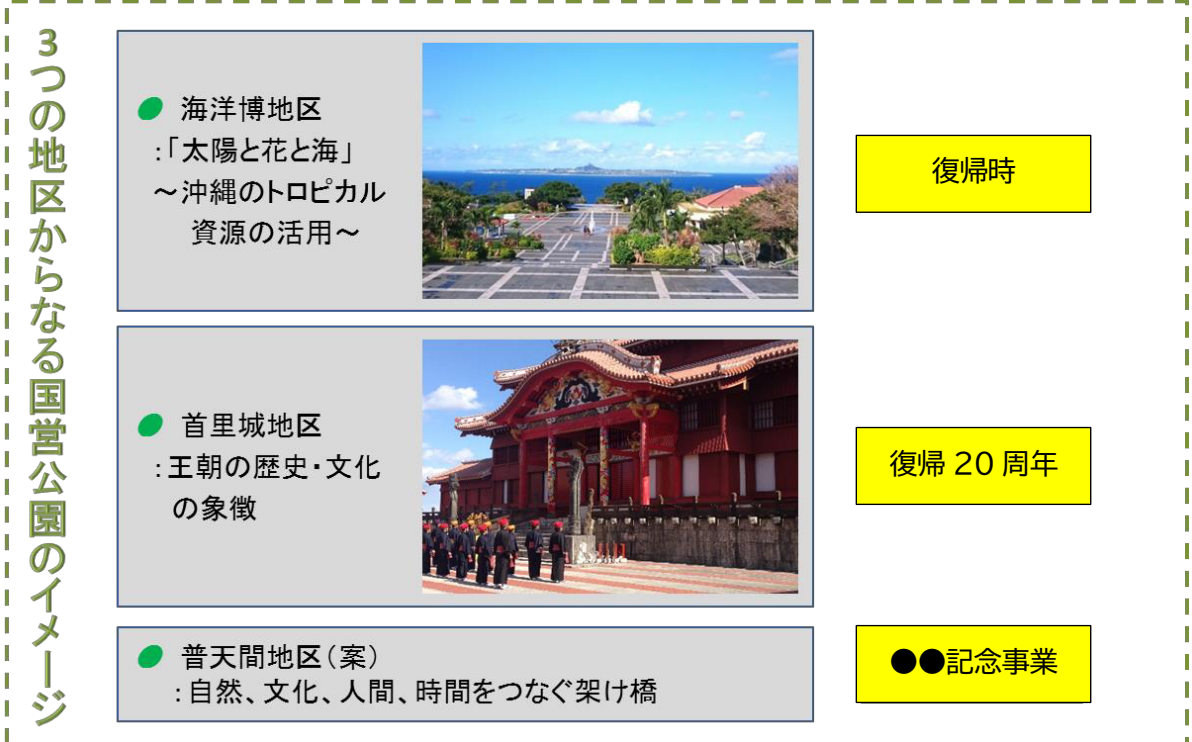 3つの地区からなる国営公園のイメージ
海洋博地区
:「太陽と花と海」
～沖縄のトロピカル
資源の活用～
復帰時
首里城地区
:王朝の歴史・文化
の象徴
復帰 20 周年
普天間地区(案)
:自然、文化、人間、時間をつなぐ架け橋
●●記念事業